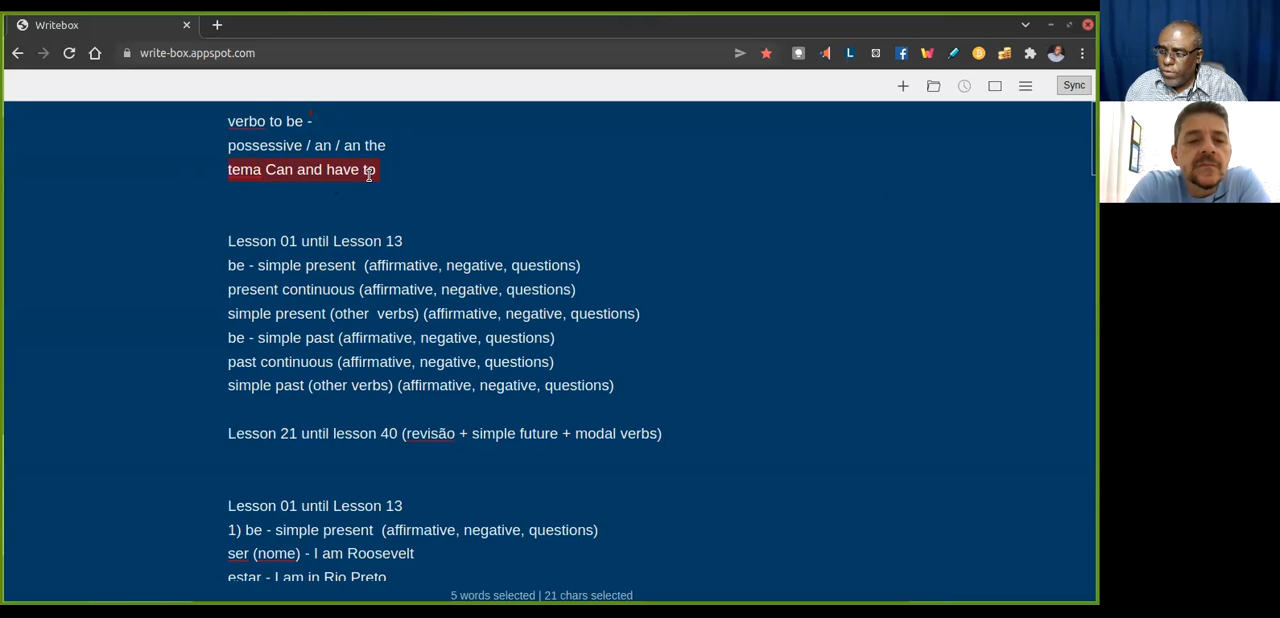 Writebox
write-box.appspot.com
Sync
verbo to be -
possessive / an / an the
tema Can and have to
Lesson 01 until Lesson 13
be - simple present  (affirmative, negative, questions)
present continuous (affirmative, negative, questions)
simple present (other  verbs) (affirmative, negative, questions)
be - simple past (affirmative, negative, questions)
past continuous (affirmative, negative, questions)
simple past (other verbs) (affirmative, negative, questions)
Lesson 21 until lesson 40 (revisão + simple future + modal verbs)
Lesson 01 until Lesson 13
1) be - simple present  (affirmative, negative, questions)
ser (nome) - I am Roosevelt
estar - I am in Rio Preto
5 words selected | 21 chars selected